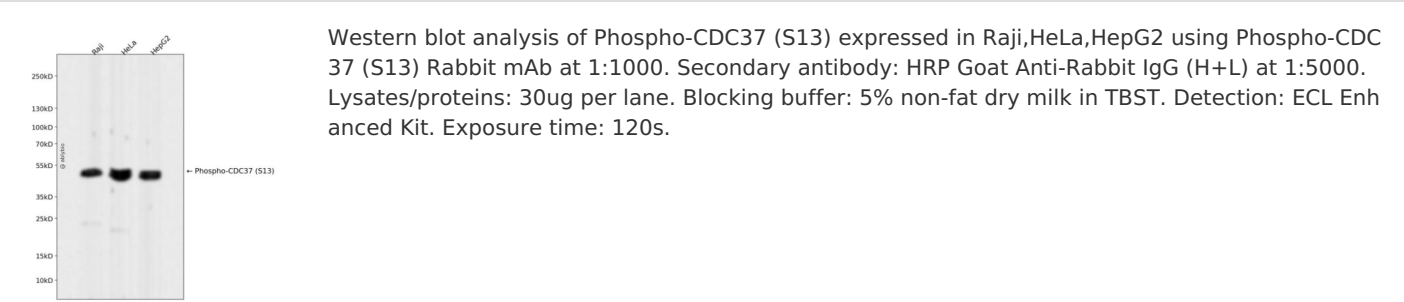 Raji HeLa HepG2
250kD
130kD
100kD
70kD
55kD
35kD
25kD
15kD
10kD
← Phospho-CDC37 (S13)
Western blot analysis of Phospho-CDC37 (S13) expressed in Raji,HeLa,HepG2 using Phospho-CDC
37 (S13) Rabbit mAb at 1:1000. Secondary antibody: HRP Goat Anti-Rabbit IgG (H+L) at 1:5000.
Lysates/proteins: 30ug per lane. Blocking buffer: 5% non-fat dry milk in TBST. Detection: ECL Enh
anced Kit. Exposure time: 120s.